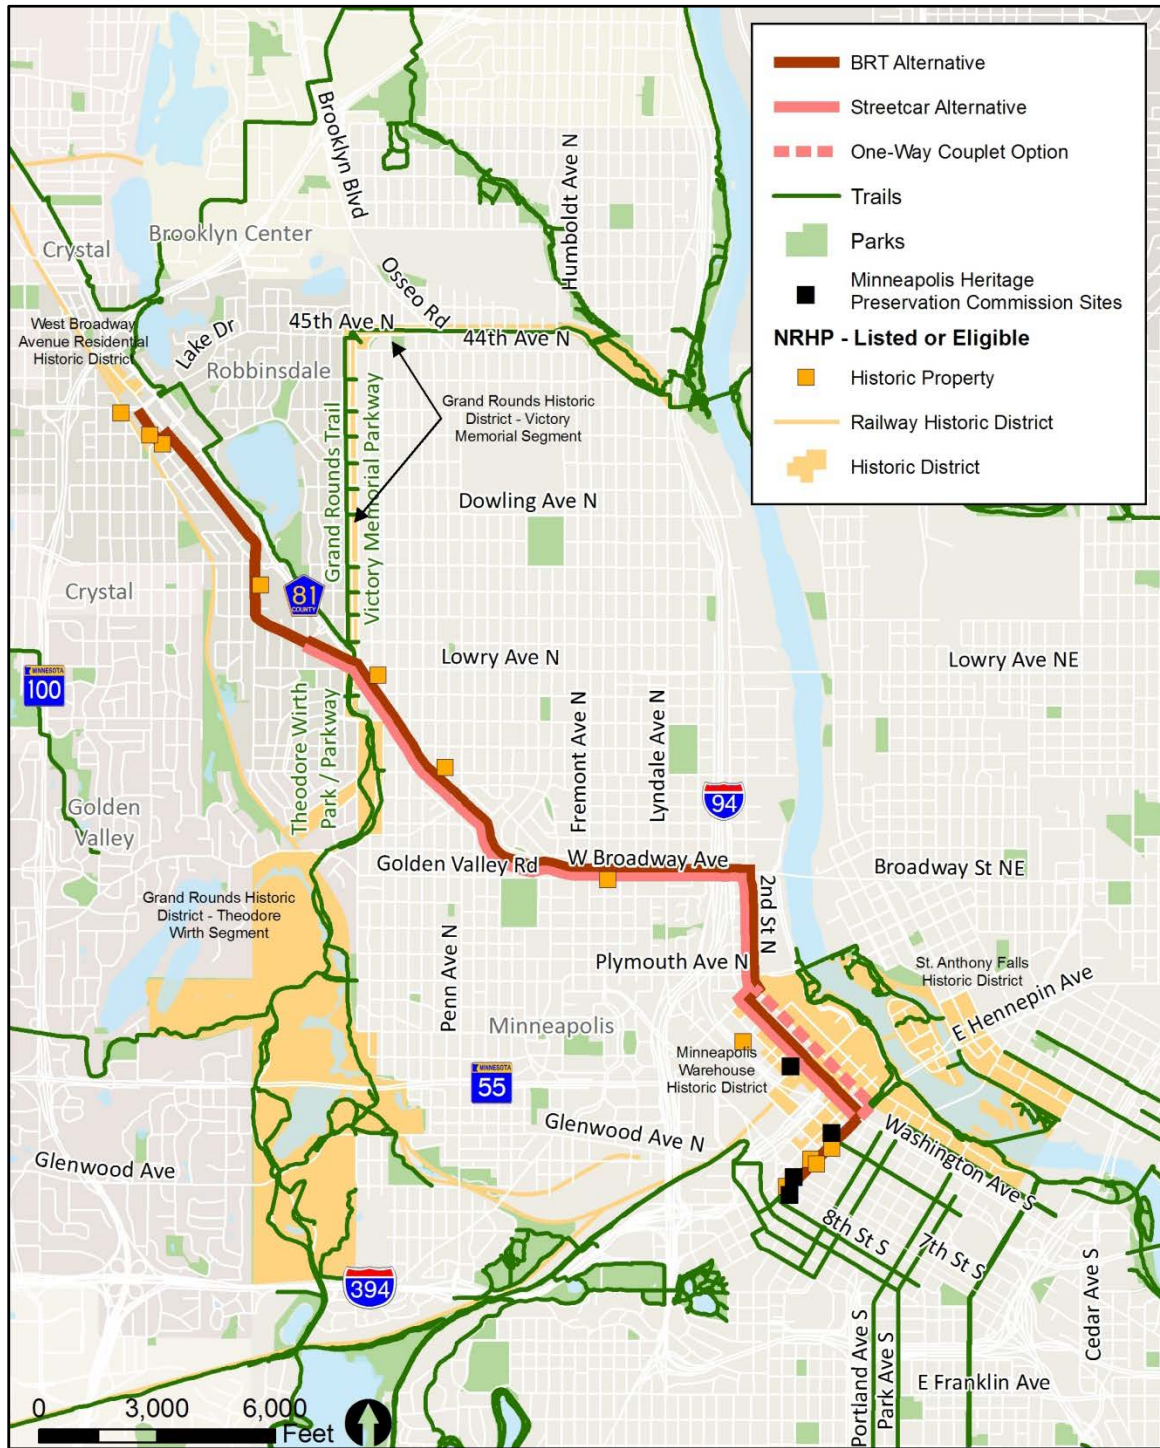 BRT Alternative
Streetcar Alternative
One-Way Couplet Option
Trails
Parks
Minneapolis Heritage
Preservation Commission Sites
NRHP - Listed or Eligible
Historic Property
Railway Historic District
Historic District
Brooklyn Blvd
Humboldt Ave N
Crystal
Brooklyn Center
Osseo Rd
45th Ave N
44th Ave N
West Broadway
Avenue Residential
Historic District
Lake Dr
Robbinsdale
Grand Rounds Historic
District - Victory
Memorial Segment
Grand Rounds Trail
Victory Memorial Parkway
Dowling Ave N
Crystal
81
COUNTY
MINNESOTA
100
Lowry Ave N
Lowry Ave NE
Theodore Wirth
Park / Parkway
Fremont Ave N
Lyndale Ave N
94
Golden
Valley
Golden Valley Rd
W Broadway Ave
Broadway St NE
2nd St N
Grand Rounds Historic
District - Theodore
Wirth Segment
Penn Ave N
Plymouth Ave N
St. Anthony Falls
Historic District
E Hennepin Ave
Minneapolis
Minneapolis
Warehouse
Historic District
MINNESOTA
55
Glenwood Ave N
Glenwood Ave
Washington Ave S
8th St S
7th St S
394
Cedar Ave S
Portland Ave S
Park Ave S
E Franklin Ave
0 3,000 6,000
Feet